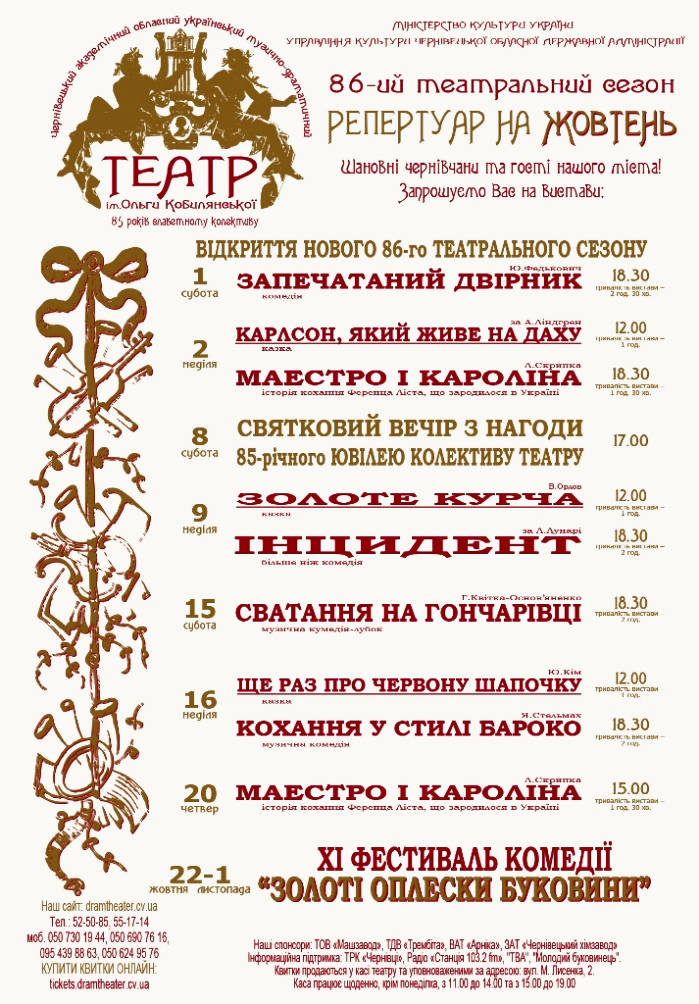 Чернівецький академічний обласний український музично-драматичний
ТЕАТР
ім.Ольги Кобилянської
85 років славетному колективу
МІНІСТЕРСТВО КУЛЬТУРИ УКРАЇНИ
УПРАВЛІННЯ КУЛЬТУРИ ЧЕРНІВЕЦЬКОЇ ОБЛАСНОЇ ДЕРЖАВНОЇ АДМІНІСТРАЦІЇ
86-ий театральний сезон
РЕПЕРТУАР НА ЖОВТЕНЬ
Шановні чернівчани та гості нашого міста!
Запрошуємо Вас на вистави:
ВІДКРИТТЯ НОВОГО 86-го ТЕАТРАЛЬНОГО СЕЗОНУ
1
субота
Ю.Федькович
ЗАПЕЧАТАНИЙ ДВІРНИК
комедія
18.30
тривалість вистави –
2 год. 30 хв.
2
неділя
за А.Ліндгрен
КАРЛСОН, ЯКИЙ ЖИВЕ НА ДАХУ
казка
12.00
тривалість вистави –
1 год.
Л.Скрипка
МАЕСТРО І КАРОЛІНА
історія кохання Ференца Ліста, що зародилося в Україні
18.30
тривалість вистави –
1 год. 30 хв.
8
субота
СВЯТКОВИЙ ВЕЧІР З НАГОДИ
85-річного ЮВІЛЕЮ КОЛЕКТИВУ ТЕАТРУ
17.00
9
неділя
В.Орлов
ЗОЛОТЕ КУРЧА
казка
12.00
тривалість вистави –
1 год.
за Л.Лунарі
ІНЦИДЕНТ
більше ніж комедія
18.30
тривалість вистави –
2 год.
15
субота
Г.Квітка-Основ'яненко
СВАТАННЯ НА ГОНЧАРІВЦІ
музична кумедія-лубок
18.30
тривалість вистави –
2 год.
16
неділя
Ю.Кім
ЩЕ РАЗ ПРО ЧЕРВОНУ ШАПОЧКУ
казка
12.00
тривалість вистави
1 год.
Я.Стельмах
КОХАННЯ У СТИЛІ БАРОКО
музична комедія
18.30
тривалість вистави –
2 год.
20
четвер
Л.Скрипка
МАЕСТРО І КАРОЛІНА
історія кохання Ференца Ліста, що зародилося в Україні
15.00
тривалість вистави –
1 год. 30 хв.
22-1
жовтня листопада
XI ФЕСТИВАЛЬ КОМЕДІЇ
“ЗОЛОТІ ОПЛЕСКИ БУКОВИНИ”
Наш сайт: dramtheater.cv.ua
Тел.: 52-50-85, 55-17-14
моб. 050 730 19 44, 050 690 76 16,
095 439 88 63, 050 624 95 76
КУПИТИ КВИТКИ ОНЛАЙН:
tickets.dramtheater.cv.ua
Наші спонсори: ТОВ «Машзавод», ТДВ «Трембіта», ВАТ «Арніка», ЗАТ «Чернівецький хімзавод»
Інформаційна підтримка: ТРК «Чернівці», Радіо «Станція 103.2 fm», "ТВА", "Молодий буковинець".
Квитки продаються у касі театру та уповноваженими за адресою: вул. М. Лисенка, 2.
Каса працює щоденно, крім понеділка, з 11.00 до 14.00 та з 15.00 до 19.00